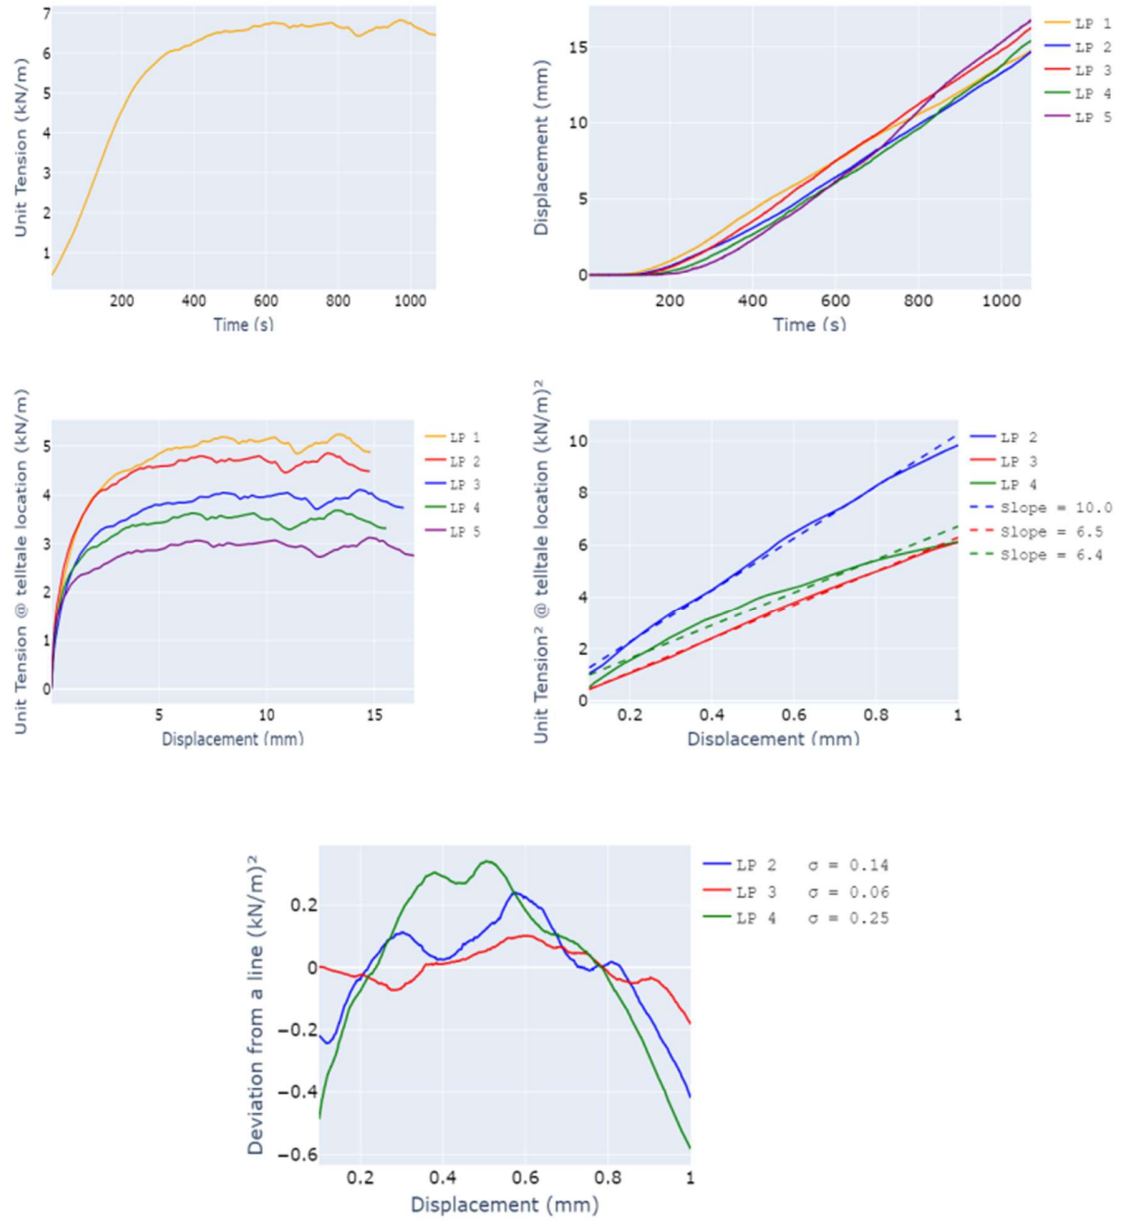 Unit Tension (kN/m)
7
6
5
4
3
2
1
200 400 600 800 1000
Time (s)
Displacement (mm)
15
10
5
0
200 400 600 800 1000
Time (s)
LP 1
LP 2
LP 3
LP 4
LP 5
Unit Tension @ telltale location (kN/m)
5
4
3
2
1
0
5 10 15
Displacement (mm)
LP 1
LP 2
LP 3
LP 4
LP 5
Unit Tension² @ telltale location (kN/m)²
10
8
6
4
2
0
0.2 0.4 0.6 0.8 1
Displacement (mm)
LP 2
LP 3
LP 4
Slope = 10.0
Slope = 6.5
Slope = 6.4
Deviation from a line (kN/m)²
0.2
0
−0.2
−0.4
−0.6
0.2 0.4 0.6 0.8 1
Displacement (mm)
LP 2 σ = 0.14
LP 3 σ = 0.06
LP 4 σ = 0.25